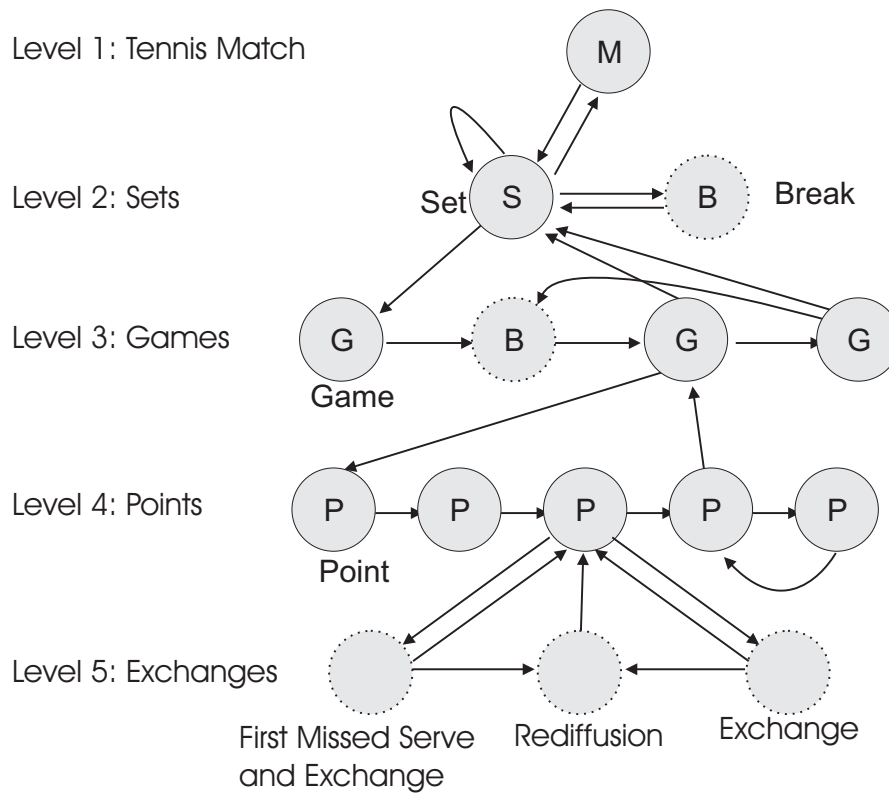 Level 1: Tennis Match
M
Level 2: Sets
Set
S
B
Break
Level 3: Games
G
B
G
G
Game
Level 4: Points
P
P
P
P
P
Point
Level 5: Exchanges
First Missed Serve
and Exchange
Rediffusion
Exchange